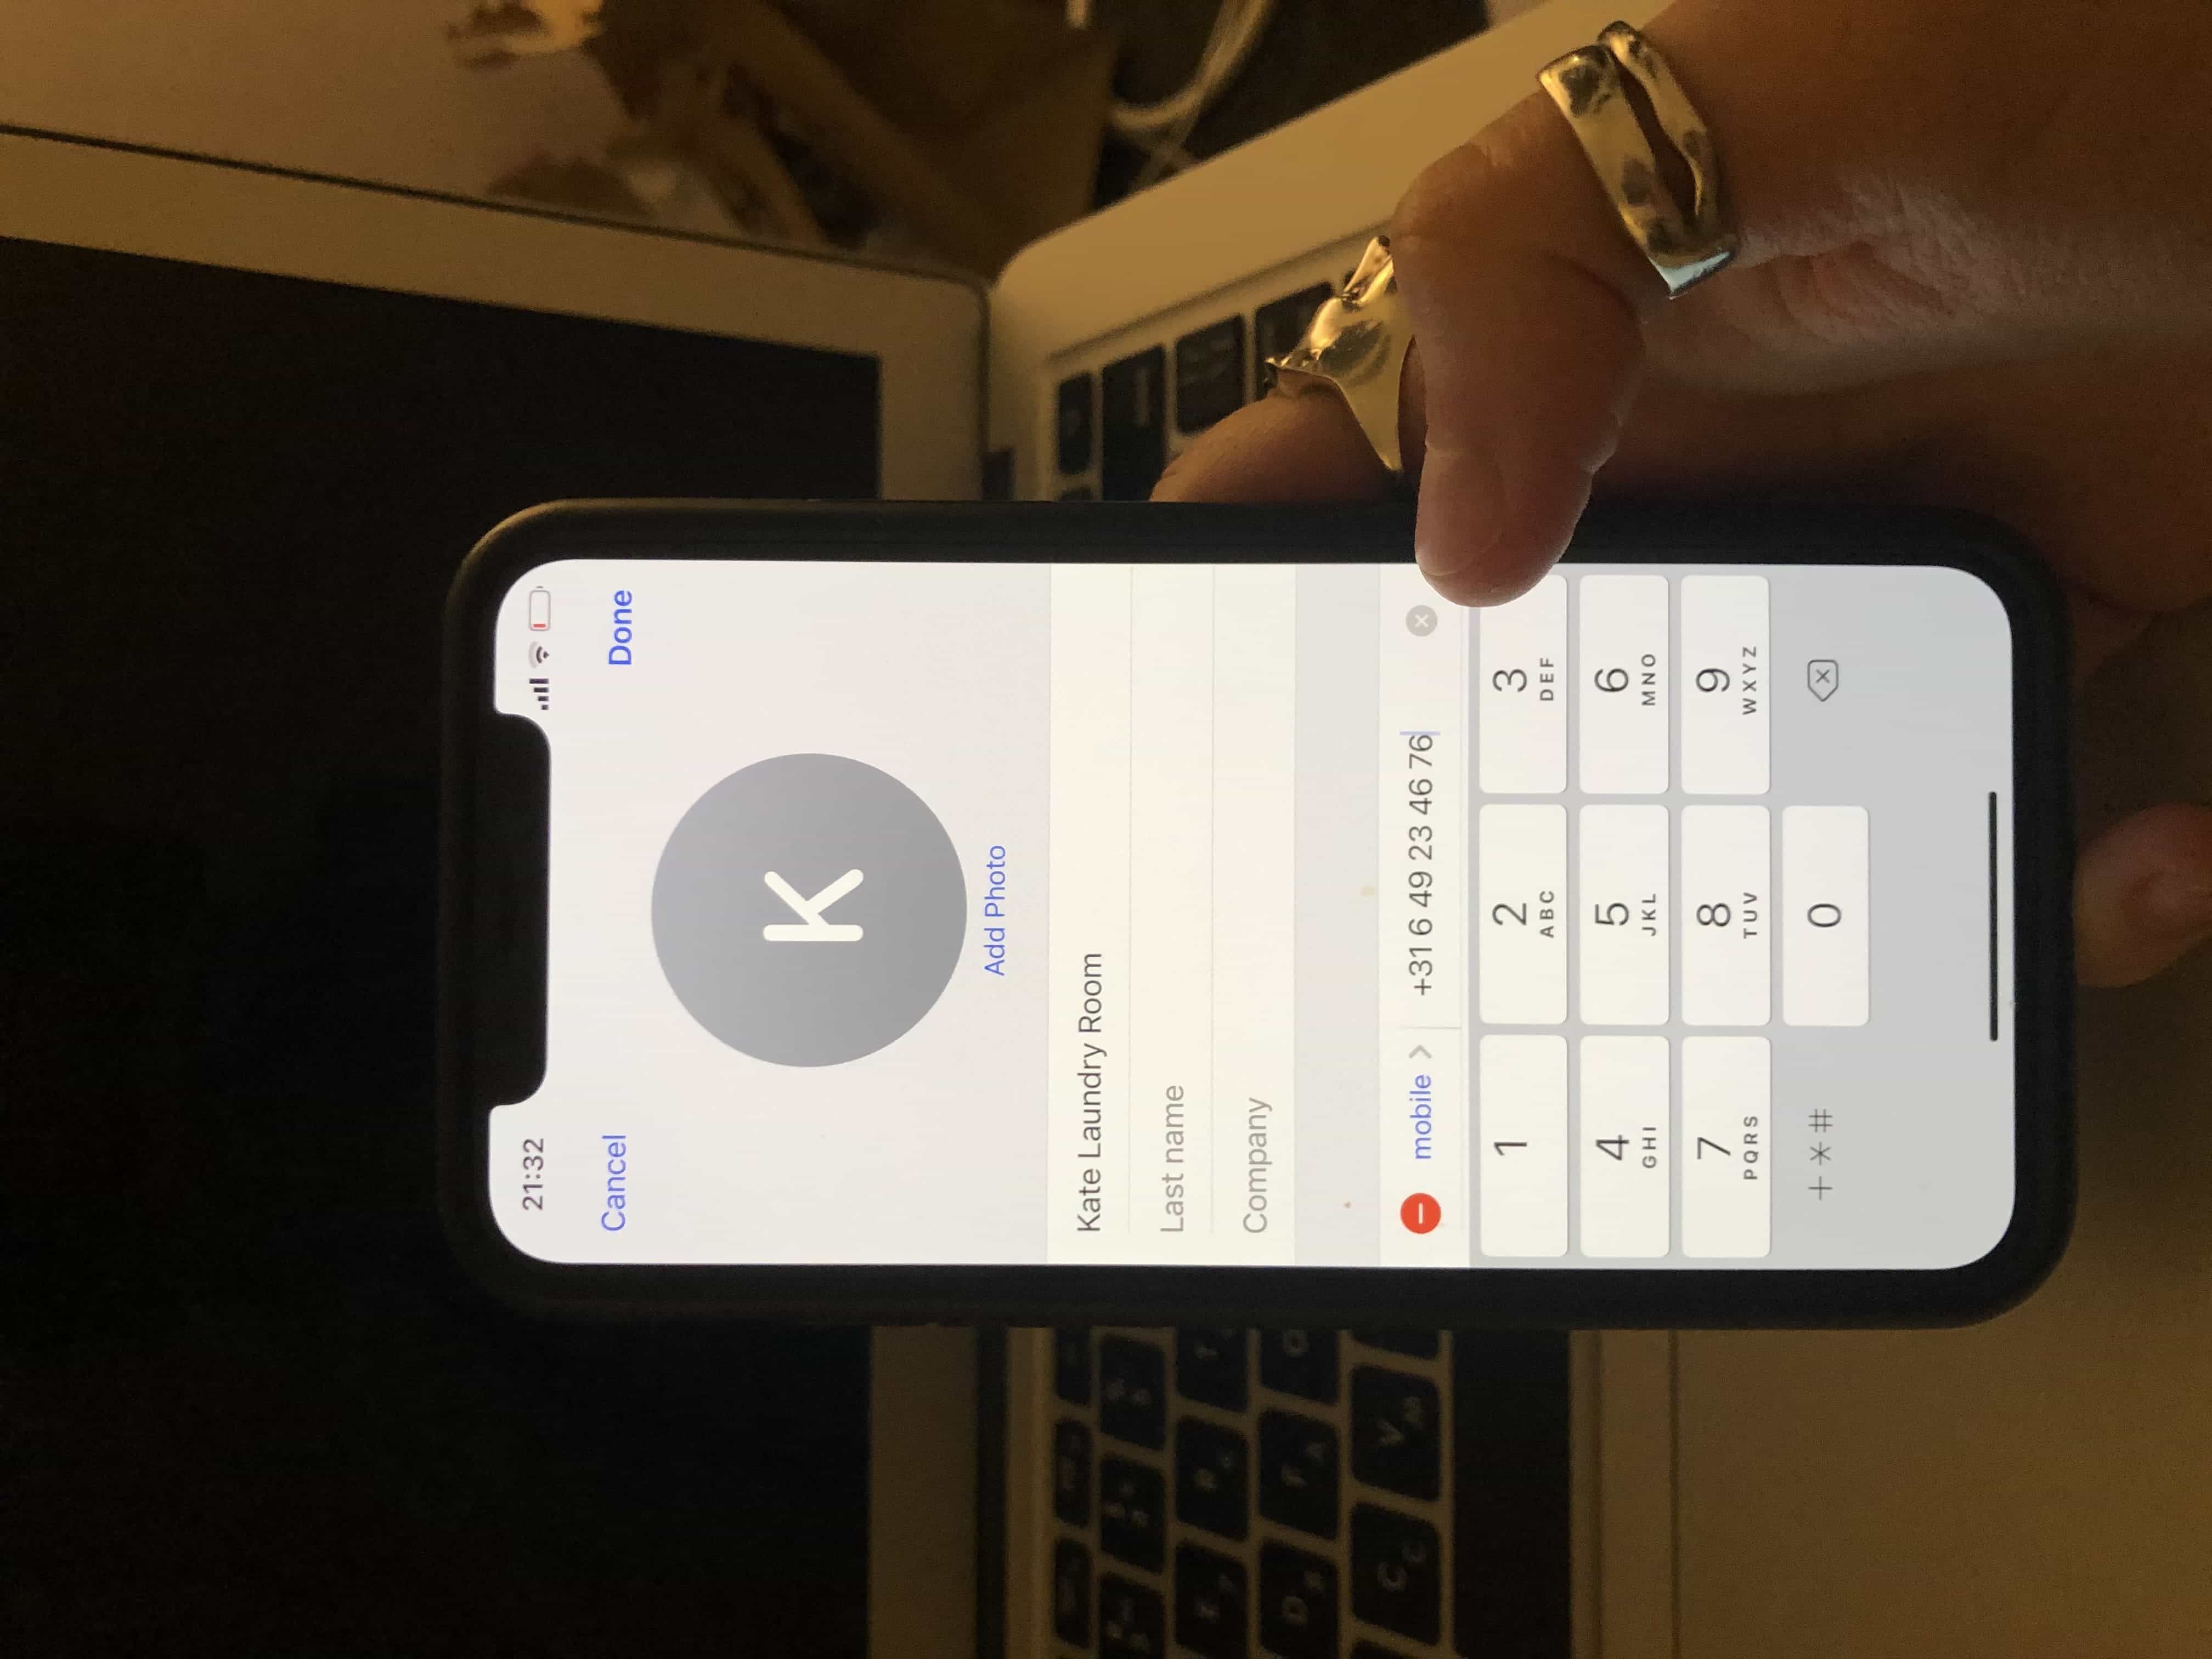 21:32
Cancel
Done
K
Add Photo
Kate Laundry Room
Last name
Company
mobile
+31 6 49 23 46 76
1
2
3
ABC
DEF
4
5
6
GHI
JKL
MNO
7
8
9
PQRS
TUV
WXYZ
+*#
0